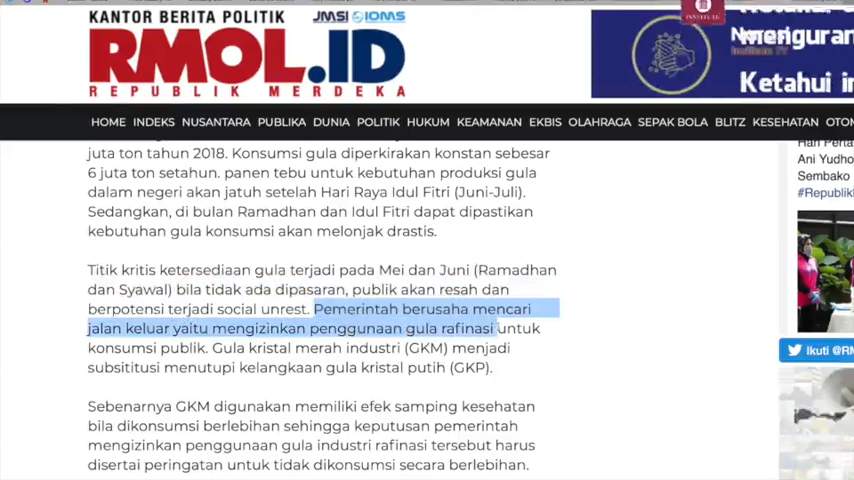 KANTOR BERITA POLITIK
JMSI IOMS
RMOL.ID
REPUBLIK MERDEKA
Ketahui
HOME INDEKS NUSANTARA PUBLIKA DUNIA POLITIK HUKUM KEAMANAN EKBIS OLAHRAGA SEPAK BOLA BLITZ KESEHATAN OTOM
juta ton tahun 2018. Konsumsi gula diperkirakan konstan sebesar
6 juta ton setahun. panen tebu untuk kebutuhan produksi gula
dalam negeri akan jatuh setelah Hari Raya Idul Fitri (Juni-Juli).
Sedangkan, di bulan Ramadhan dan Idul Fitri dapat dipastikan
kebutuhan gula konsumsi akan melonjak drastis.
Titik kritis ketersediaan gula terjadi pada Mei dan Juni (Ramadhan
dan Syawal) bila tidak ada dipasaran, publik akan resah dan
berpotensi terjadi social unrest. Pemerintah berusaha mencari
jalan keluar yaitu mengizinkan penggunaan gula rafinasi untuk
konsumsi publik. Gula kristal merah industri (GKM) menjadi
subsititusi menutupi kelangkaan gula kristal putih (GKP).
Sebenarnya GKM digunakan memiliki efek samping kesehatan
bila dikonsumsi berlebihan sehingga keputusan pemerintah
mengizinkan penggunaan gula industri rafinasi tersebut harus
disertai peringatan untuk tidak dikonsumsi secara berlebihan.
Hari Perta
Ani Yudho
Sembako
#Republik
Ikuti @RM